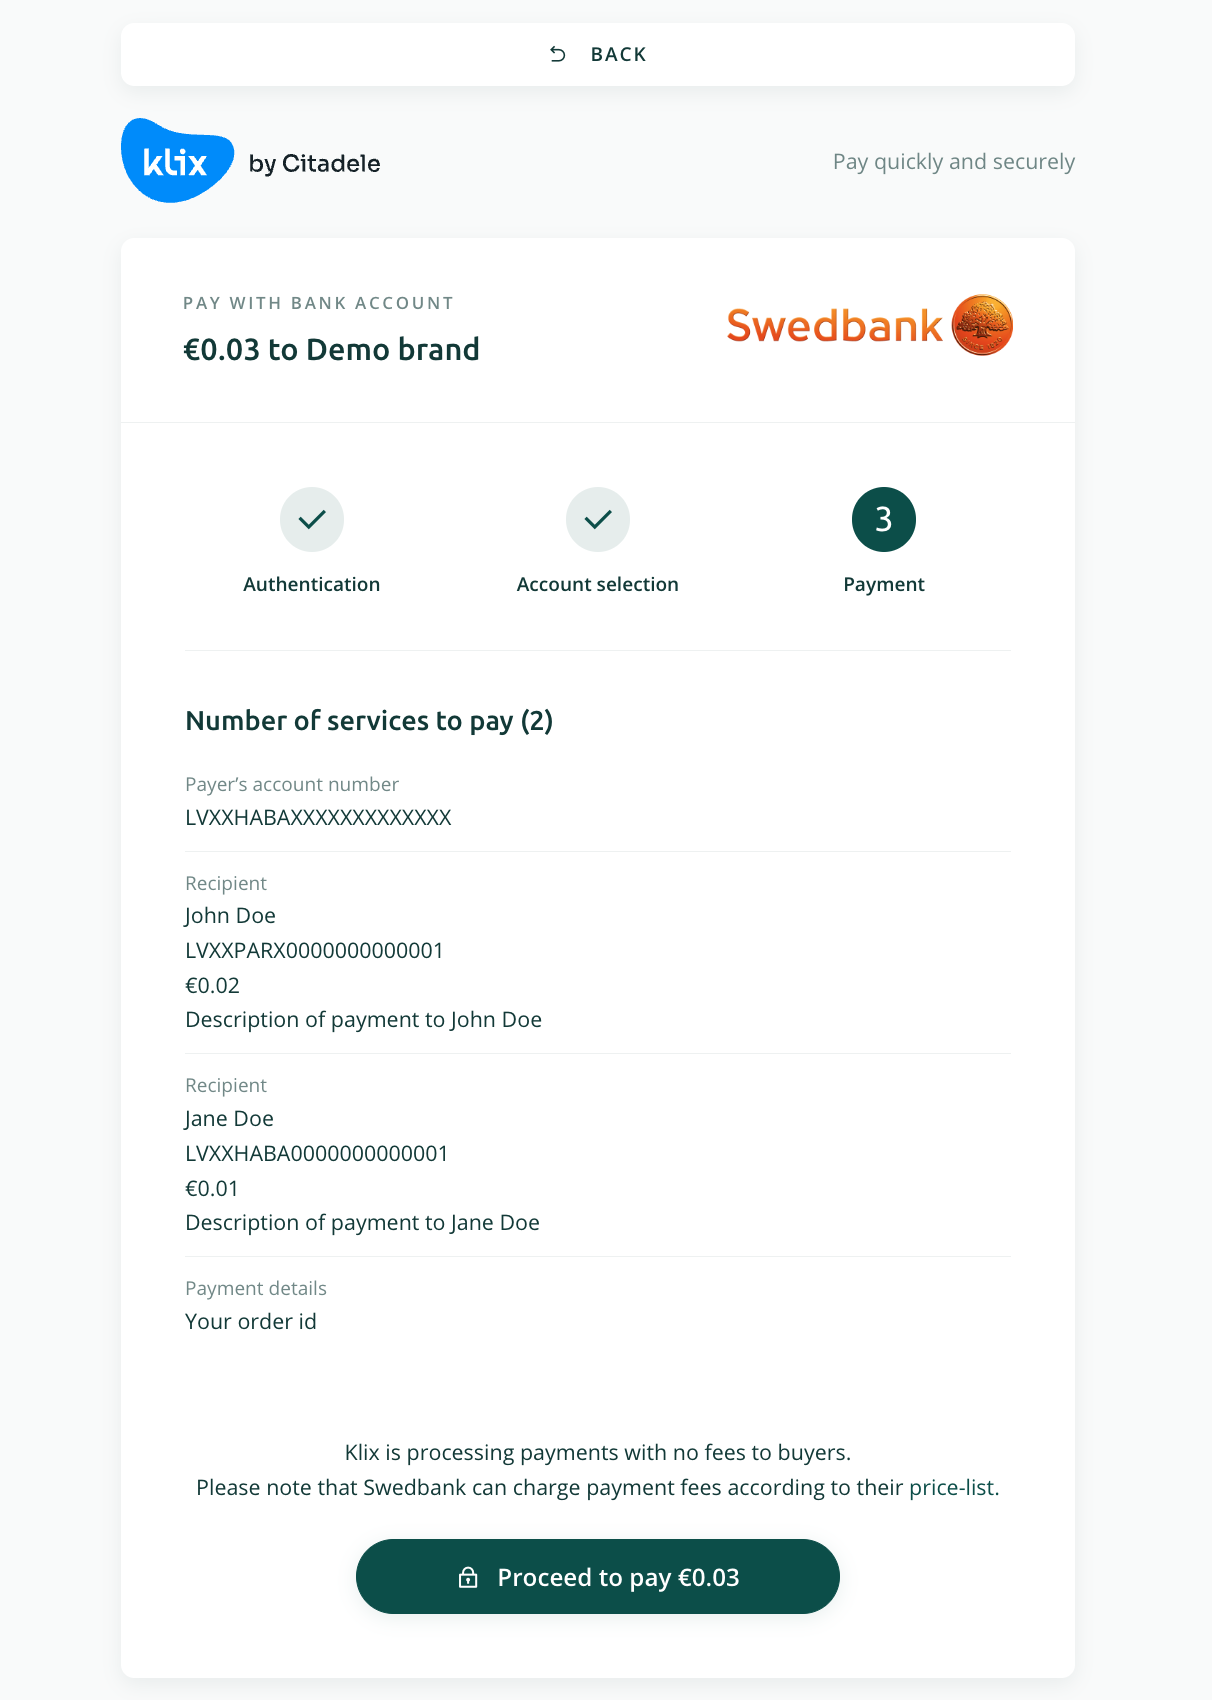 BACK
klix by Citadele
Pay quickly and securely
PAY WITH BANK ACCOUNT
€0.03 to Demo brand
Swedbank
3
Authentication
Account selection
Payment
Number of services to pay (2)
Payer’s account number
LVXXHABAXXXXXXXXXXXXX
Recipient
John Doe
LVXXPARX0000000000001
€0.02
Description of payment to John Doe
Recipient
Jane Doe
LVXXHABA0000000000001
€0.01
Description of payment to Jane Doe
Payment details
Your order id
Klix is processing payments with no fees to buyers.
Please note that Swedbank can charge payment fees according to their price-list.
Proceed to pay €0.03